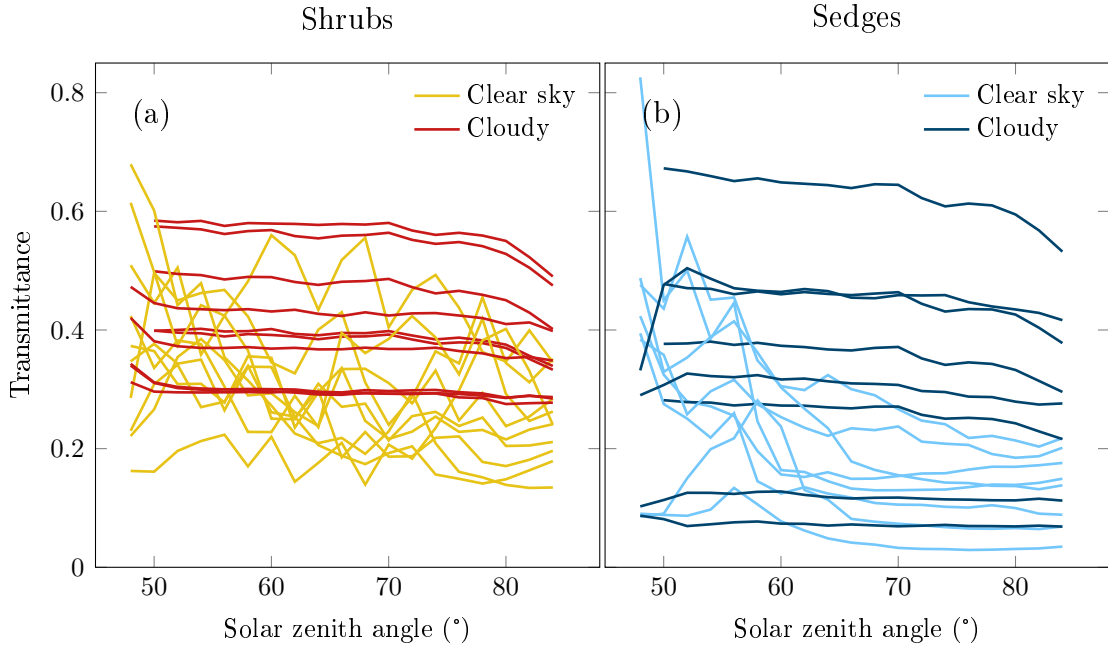 Shrubs
Sedges
(a)
Clear sky
Cloudy
(b)
Clear sky
Cloudy
Transmittance
0.8
0.6
0.4
0.2
0
50 60 70 80
50 60 70 80
Solar zenith angle (°)
Solar zenith angle (°)